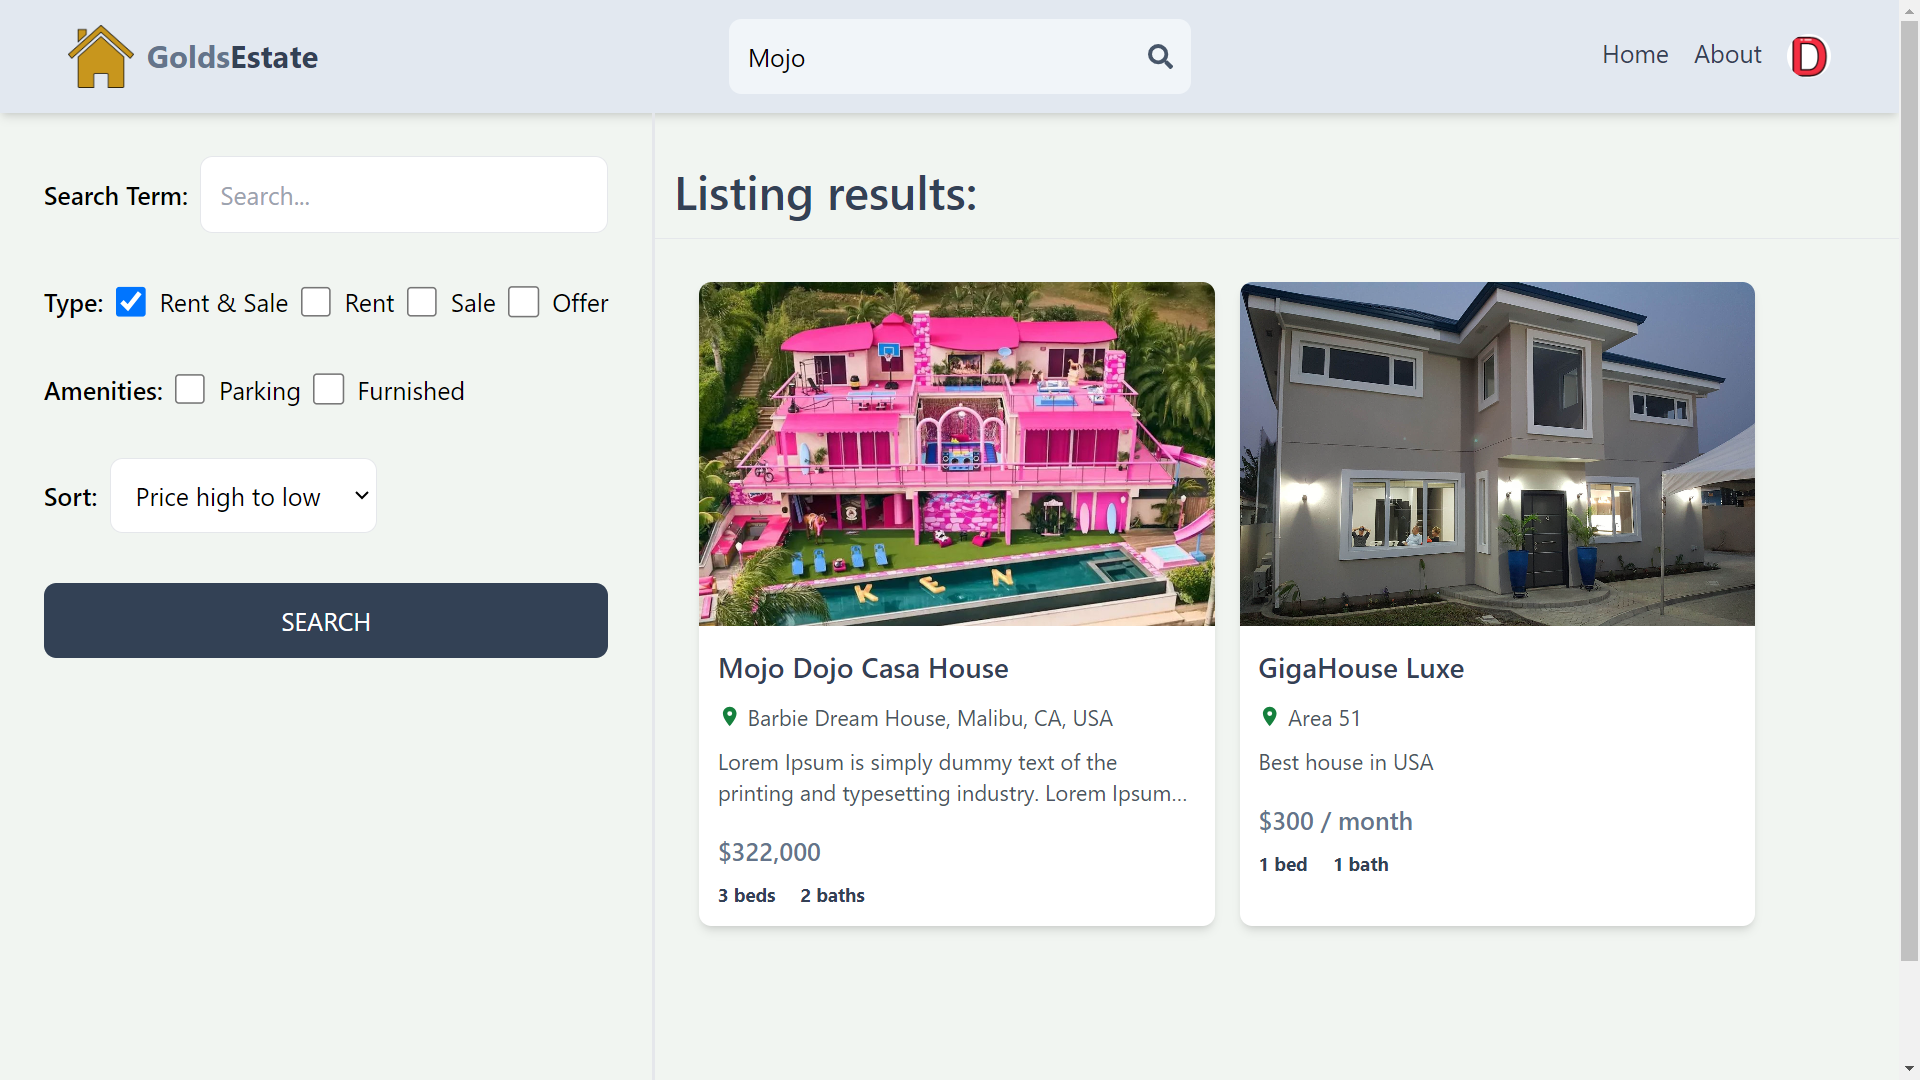 GoldsEstate
Mojo
Home
About
D
Search Term:
Search...
Type:
Rent & Sale
Rent
Sale
Offer
Amenities:
Parking
Furnished
Sort:
Price high to low
SEARCH
Listing results:
K E N
Mojo Dojo Casa House
Barbie Dream House, Malibu, CA, USA
Lorem Ipsum is simply dummy text of the
printing and typesetting industry. Lorem Ipsum...
$322,000
3 beds 2 baths
GigaHouse Luxe
Area 51
Best house in USA
$300 / month
1 bed 1 bath